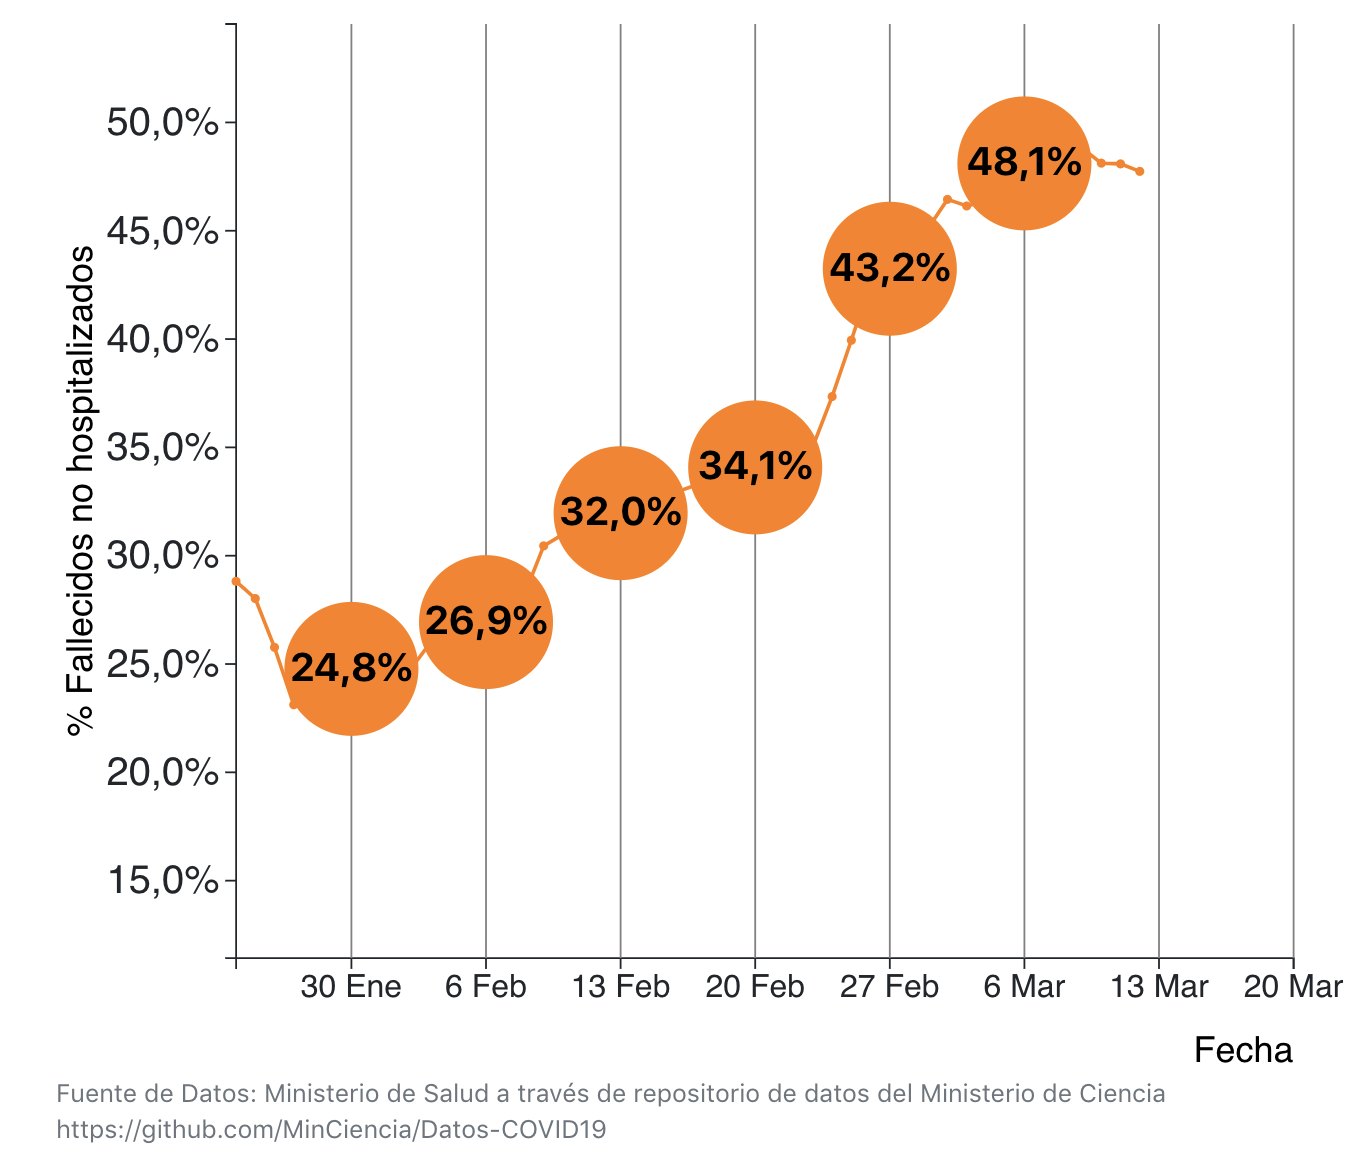 50,0%
45,0%
40,0%
35,0%
30,0%
25,0%
20,0%
15,0%
% Fallecidos no hospitalizados
24,8%
26,9%
32,0%
34,1%
43,2%
48,1%
30 Ene
6 Feb
13 Feb
20 Feb
27 Feb
6 Mar
13 Mar
20 Mar
Fecha
Fuente de Datos: Ministerio de Salud a través de repositorio de datos del Ministerio de Ciencia
https://github.com/MinCiencia/Datos-COVID19